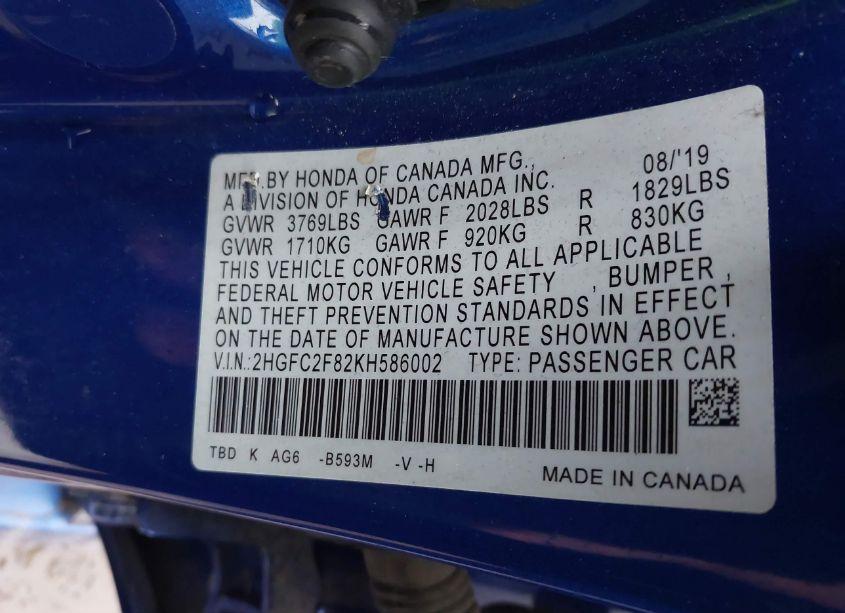 MFD.BY HONDA OF CANADA MFG., 08/'19
A DIVISION OF HONDA CANADA INC.
GVWR 3769LBS GAWR F 2028LBS R 1829LBS
GVWR 1710KG GAWR F 920KG R 830KG
THIS VEHICLE CONFORMS TO ALL APPLICABLE
FEDERAL MOTOR VEHICLE SAFETY , BUMPER ,
AND THEFT PREVENTION STANDARDS IN EFFECT
ON THE DATE OF MANUFACTURE SHOWN ABOVE.
V.I.N.:2HGFC2F82KH586002 TYPE: PASSENGER CAR
TBD K AG6 -B593M -V -H
MADE IN CANADA